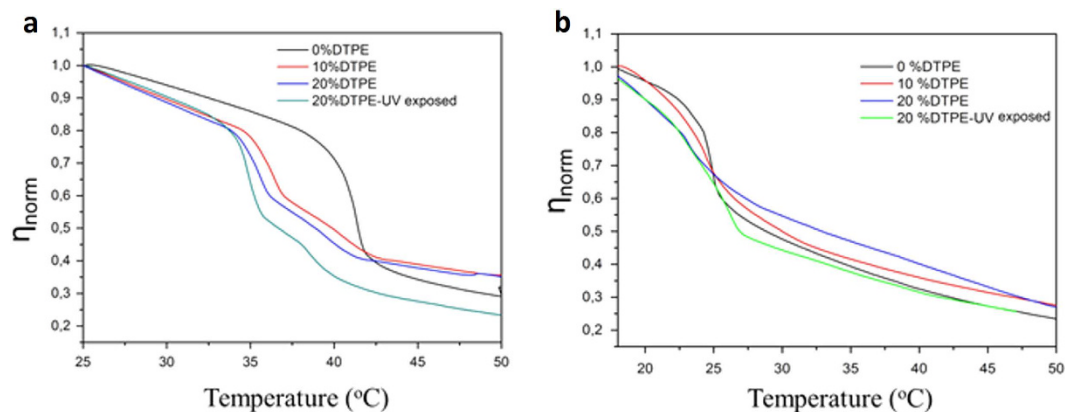 a
1,1
1,0
0,9
0,8
0,7
0,6
0,5
0,4
0,3
0,2
ηnorm
0%DTPE
10%DTPE
20%DTPE
20%DTPE-UV exposed
25 30 35 40 45 50
Temperature (°C)
b
1,1
1,0
0,9
0,8
0,7
0,6
0,5
0,4
0,3
0,2
ηnorm
0 %DTPE
10 %DTPE
20 %DTPE
20 %DTPE-UV exposed
20 25 30 35 40 45 50
Temperature (°C)